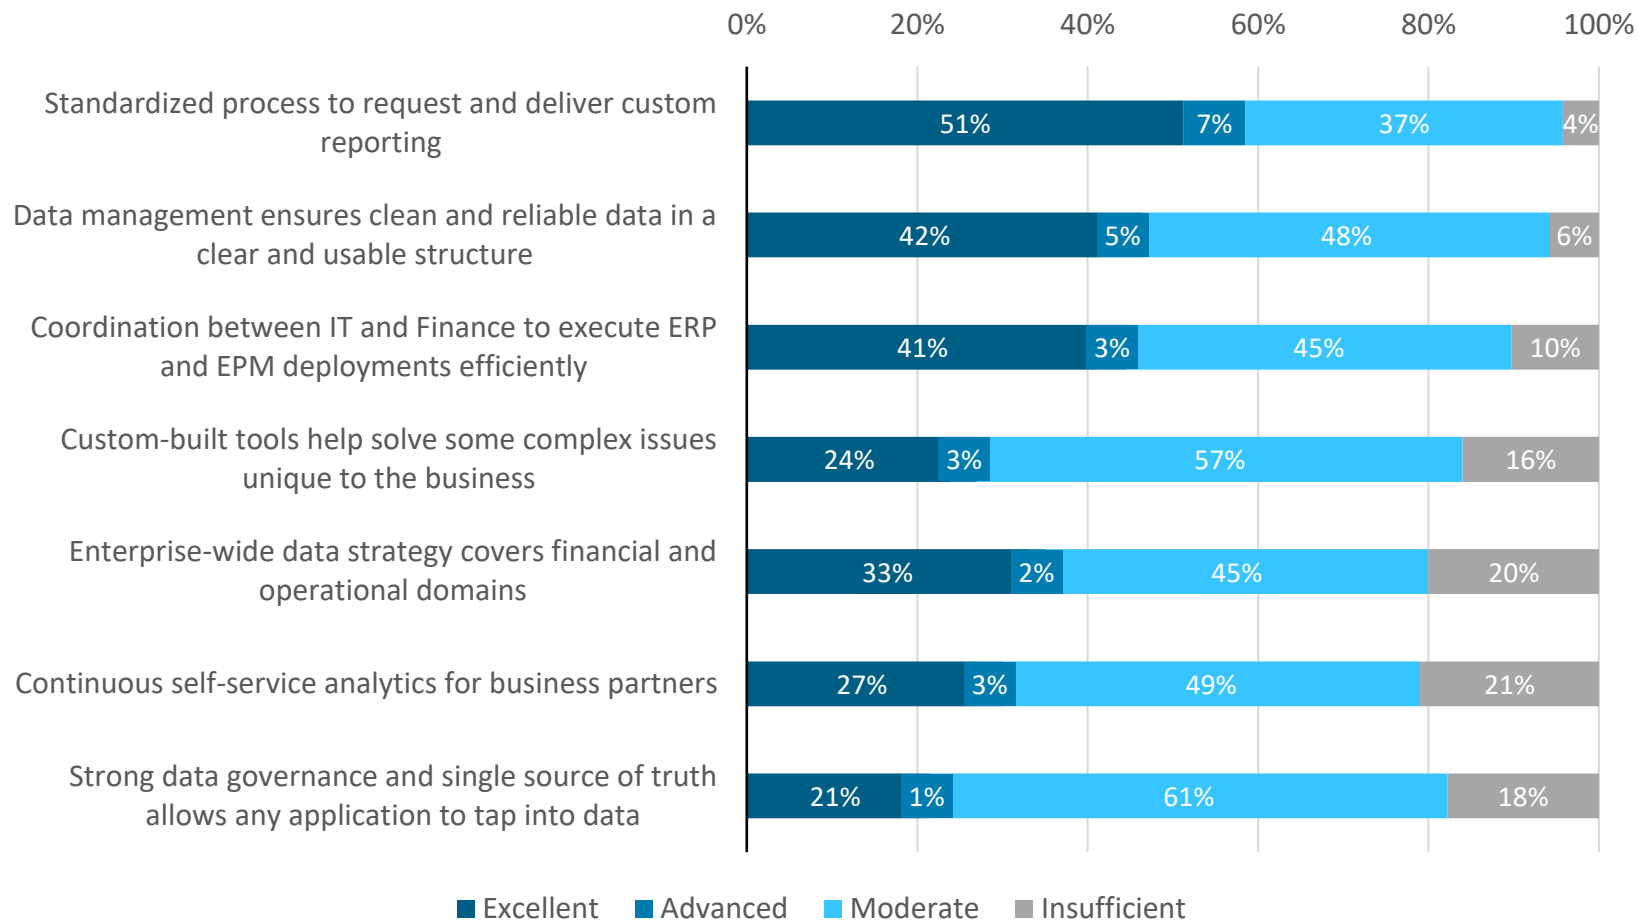 0% 20% 40% 60% 80% 100%
Standardized process to request and deliver custom
reporting
51% 7% 37% 4%
Data management ensures clean and reliable data in a
clear and usable structure
42% 5% 48% 6%
Coordination between IT and Finance to execute ERP
and EPM deployments efficiently
41% 3% 45% 10%
Custom-built tools help solve some complex issues
unique to the business
24% 3% 57% 16%
Enterprise-wide data strategy covers financial and
operational domains
33% 2% 45% 20%
Continuous self-service analytics for business partners
27% 3% 49% 21%
Strong data governance and single source of truth
allows any application to tap into data
21% 1% 61% 18%
Excellent Advanced Moderate Insufficient